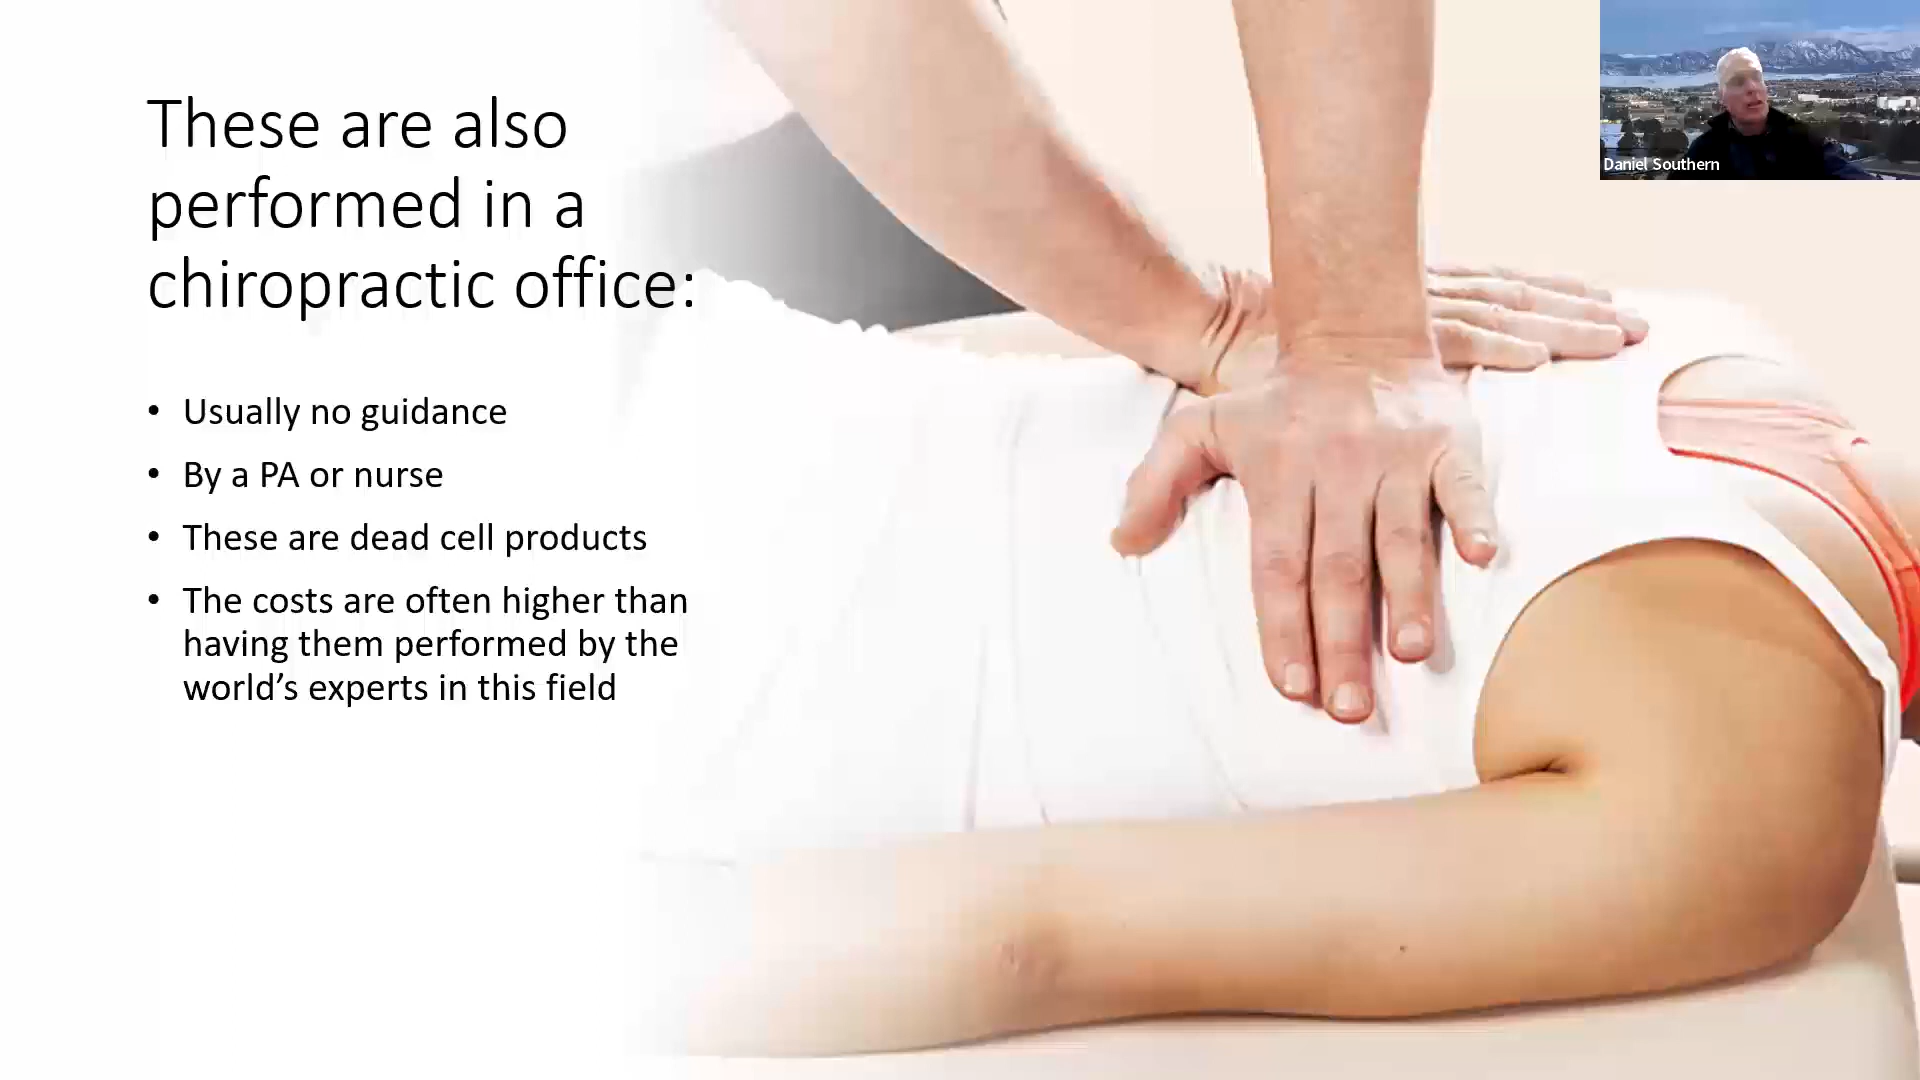 These are also
performed in a
chiropractic office:
• Usually no guidance
• By a PA or nurse
• These are dead cell products
• The costs are often higher than
having them performed by the
world’s experts in this field
Daniel Southern